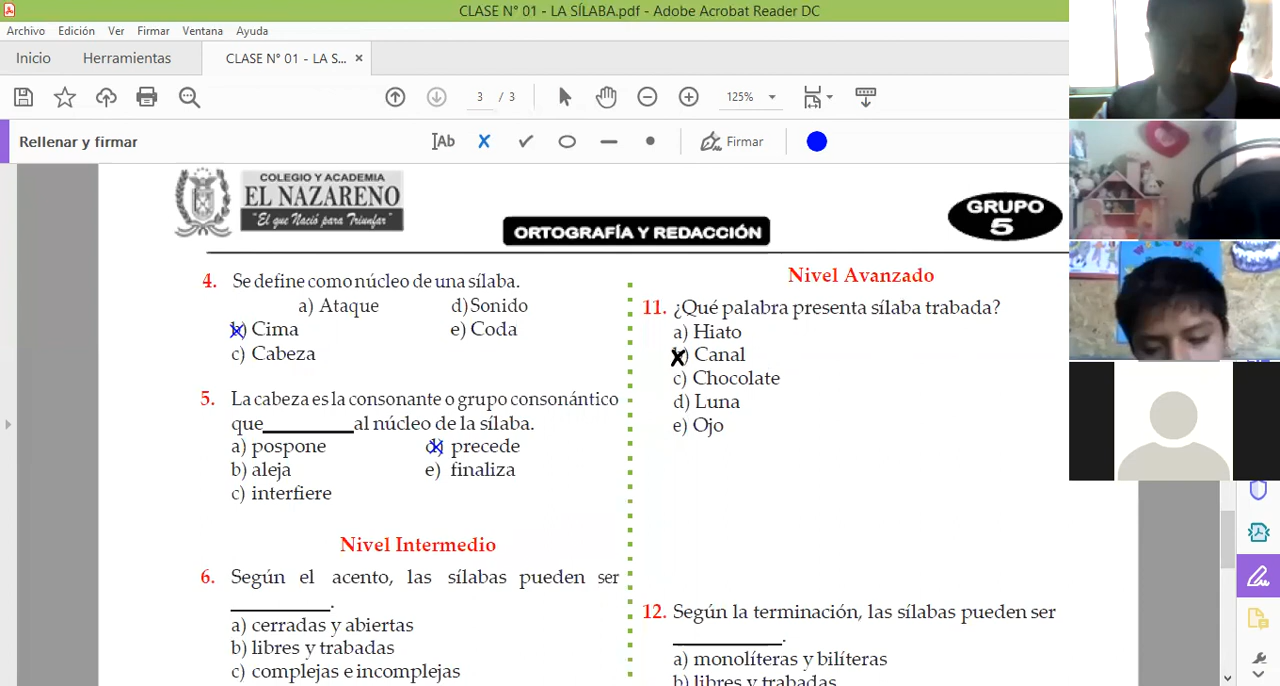 CLASE N° 01 - LA SÍLABA.pdf - Adobe Acrobat Reader DC
Archivo Edición Ver Firmar Ventana Ayuda
Inicio Herramientas CLASE N° 01 - LA S... ×
3 / 3 125%
Rellenar y firmar Ab Firmar
COLEGIO Y ACADEMIA
EL NAZARENO
"El que Nació para Triunfar"
ORTOGRAFÍA Y REDACCIÓN
GRUPO
5
4. Se define como núcleo de una sílaba.
a) Ataque d) Sonido
b) Cima e) Coda
c) Cabeza
5. La cabeza es la consonante o grupo consonántico
que_________al núcleo de la sílaba.
a) pospone d) precede
b) aleja e) finaliza
c) interfiere
Nivel Intermedio
6. Según el acento, las sílabas pueden ser
__________.
a) cerradas y abiertas
b) libres y trabadas
c) complejas e incomplejas
Nivel Avanzado
11. ¿Qué palabra presenta sílaba trabada?
a) Hiato
b) Canal
c) Chocolate
d) Luna
e) Ojo
12. Según la terminación, las sílabas pueden ser
___________.
a) monolíteras y bilíteras
b) libres y trabadas